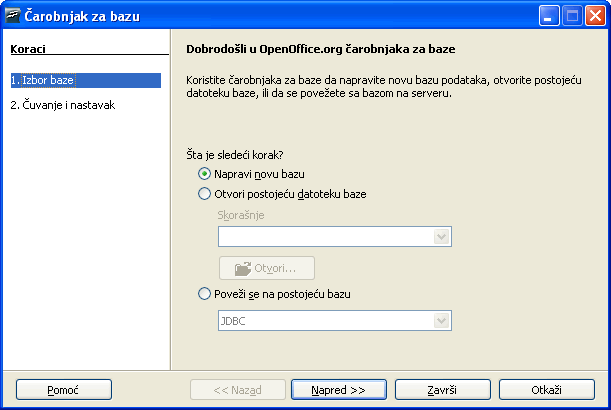 Čarobnjak za bazu
Koraci
1. Izbor baze
2. Čuvanje i nastavak
Dobrodošli u OpenOffice.org čarobnjaka za baze
Koristite čarobnjaka za baze da napravite novu bazu podataka, otvorite postojeću
datoteku baze, ili da se povežete sa bazom na serveru.
Šta je sledeći korak?
Napravi novu bazu
Otvori postojeću datoteku baze
Skorašnje
Otvori...
Poveži se na postojeću bazu
JDBC
Pomoć
<< Nazad
Napred >>
Završi
Otkaži